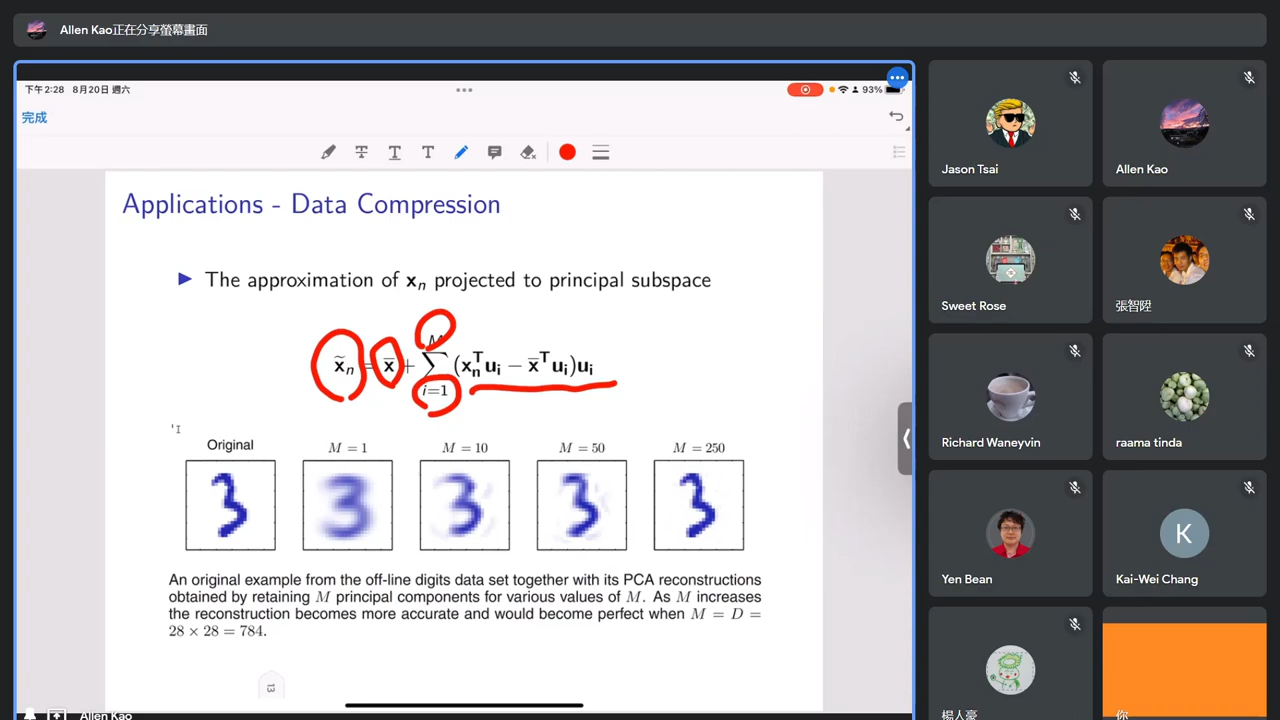 Allen Kao正在分享螢幕畫面
下午2:28 8月20日 週六
93%
完成
Applications - Data Compression
▶ The approximation of xₙ projected to principal subspace
x̃ₙ = x̄ + ∑ᵢ₌₁ᴹ (xₙᵀuᵢ − x̄ᵀuᵢ)uᵢ
Original M = 1 M = 10 M = 50 M = 250
An original example from the off-line digits data set together with its PCA reconstructions
obtained by retaining M principal components for various values of M. As M increases
the reconstruction becomes more accurate and would become perfect when M = D =
28 × 28 = 784.
13
Allen Kao
Jason Tsai
Allen Kao
Sweet Rose
張智陞
Richard Waneyvin
raama tinda
Yen Bean
K
Kai-Wei Chang
楊人豪
你